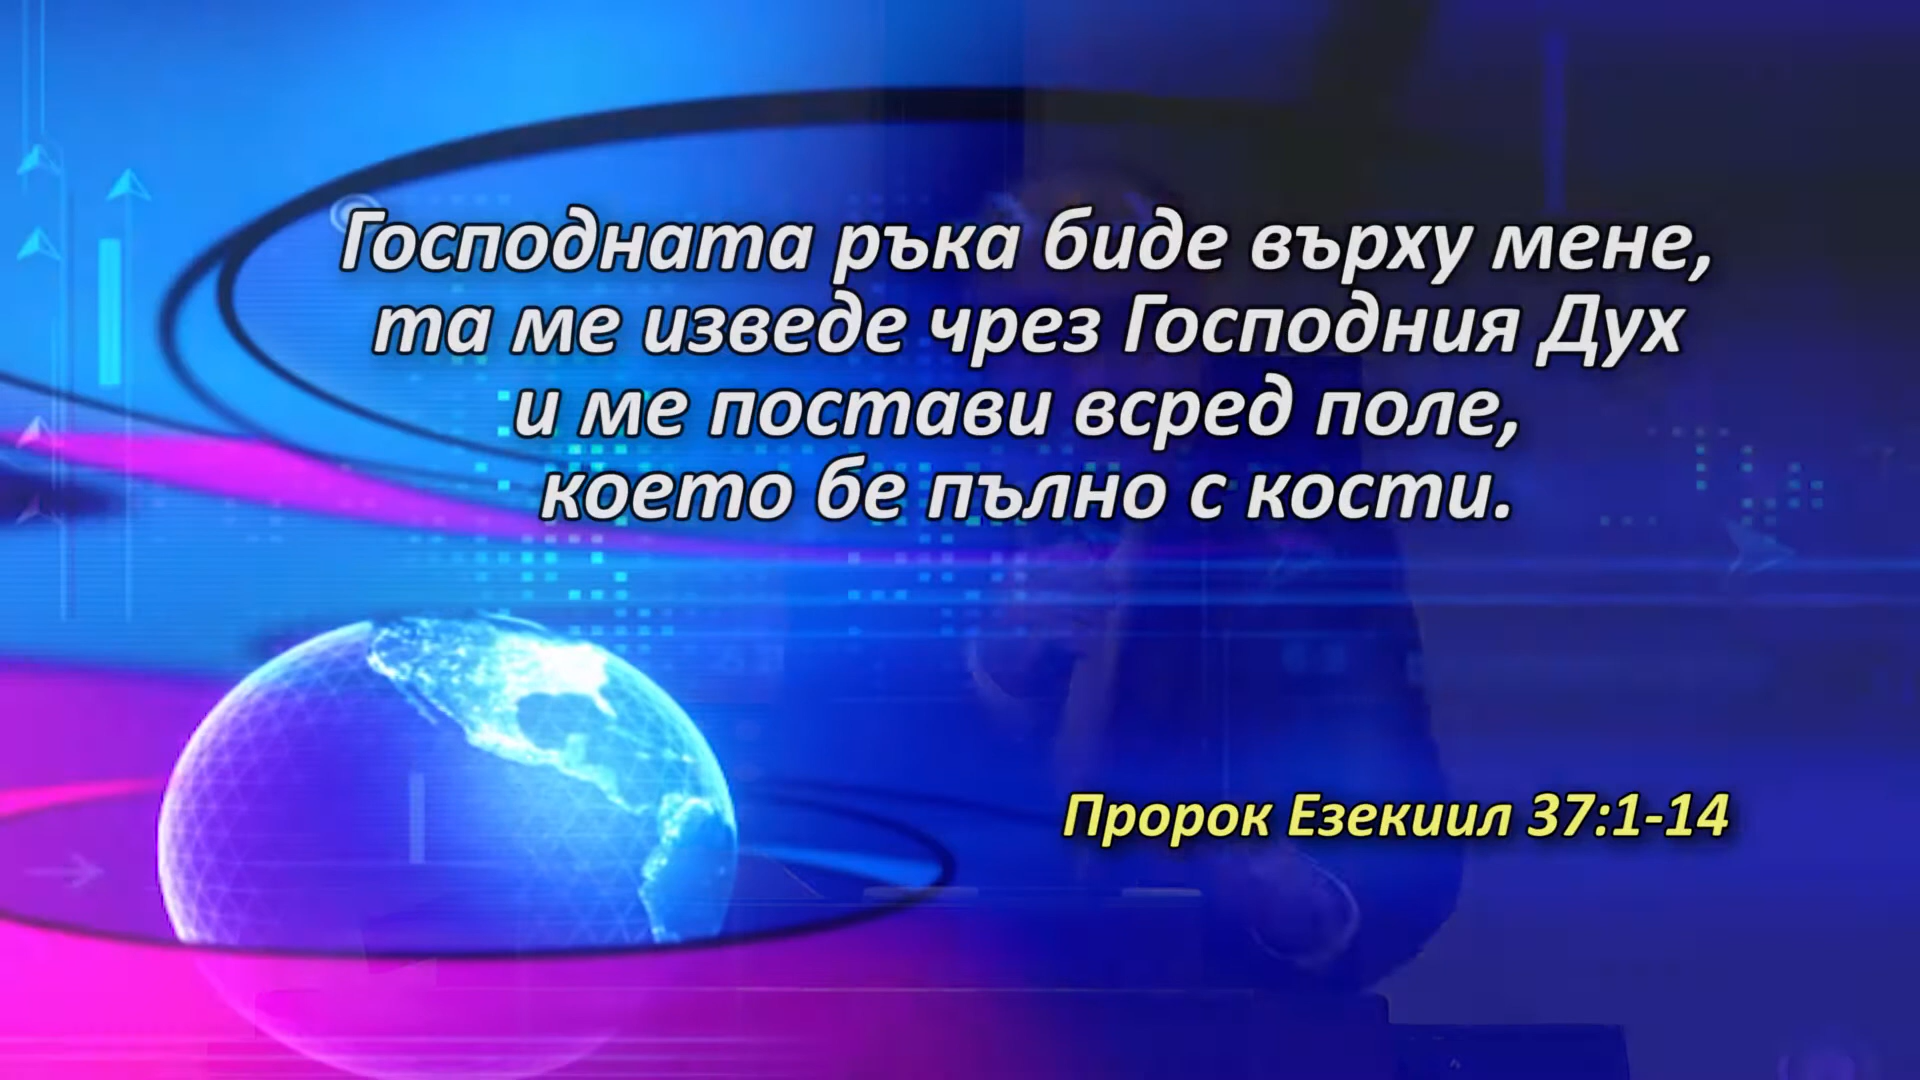 Господната ръка биде върху мене,
та ме изведе чрез Господния Дух
и ме постави всред поле,
което бе пълно с кости.
Пророк Езекиил 37:1-14